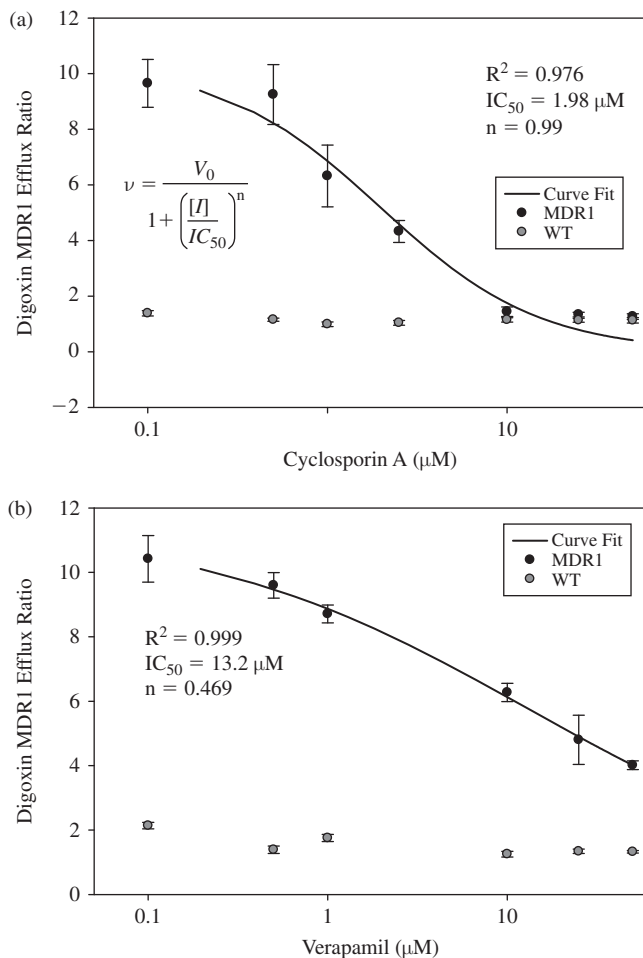 (a)
12
10
8
6
4
2
0
−2
Digoxin MDR1 Efflux Ratio
R² = 0.976
IC₅₀ = 1.98 μM
n = 0.99
ν = V₀ / 1 + ([I] / IC₅₀)ⁿ
Curve Fit
MDR1
WT
0.1
1
10
Cyclosporin A (μM)
(b)
12
10
8
6
4
2
0
Digoxin MDR1 Efflux Ratio
Curve Fit
MDR1
WT
R² = 0.999
IC₅₀ = 13.2 μM
n = 0.469
0.1
1
10
Verapamil (μM)